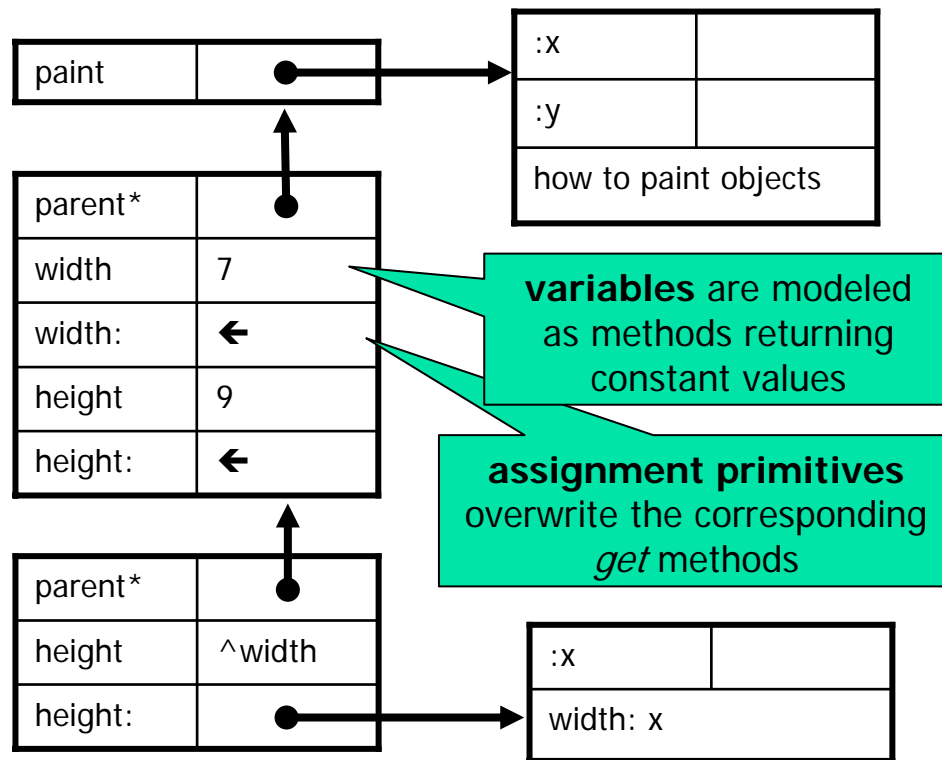 paint
:x
:y
how to paint objects
parent*
width 7
width: ←
height 9
height: ←
variables are modeled
as methods returning
constant values
assignment primitives
overwrite the corresponding
get methods
parent*
height ^width
height:
:x
width: x